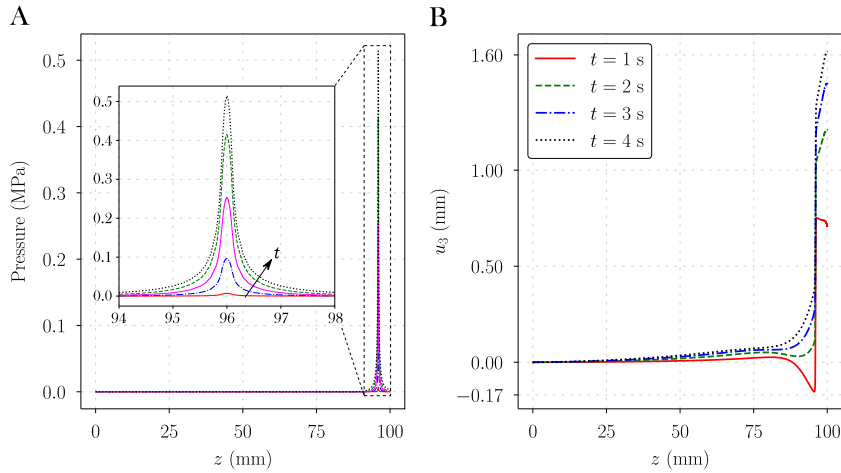 A
Pressure (MPa)
0.5
0.4
0.3
0.2
0.1
0.0
0.5
0.4
0.3
0.2
0.1
0.0
94 95 96 97 98
t
0 25 50 75 100
z (mm)
B
u₃ (mm)
1.60
1.00
0.50
0.00
−0.17
t = 1 s
t = 2 s
t = 3 s
t = 4 s
0 25 50 75 100
z (mm)